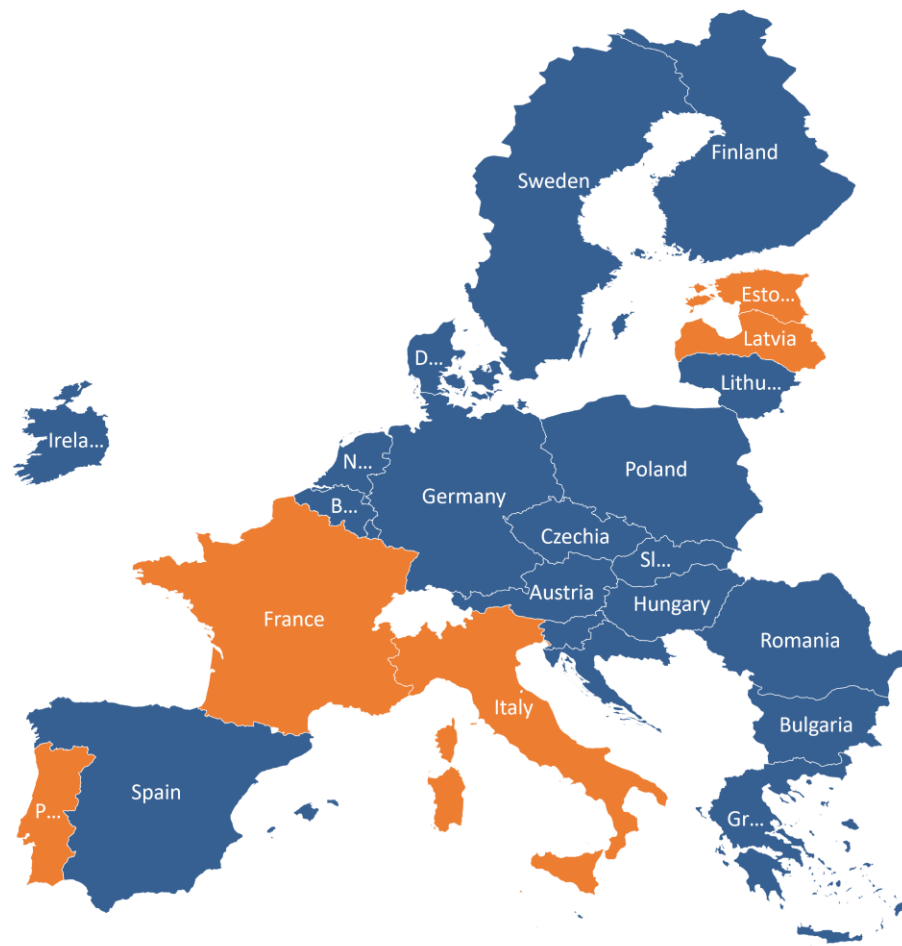 Finland
Sweden
Esto...
Latvia
D...
Lithu...
Irela...
N...
Poland
Germany
B...
Czechia
Sl...
Austria
Hungary
France
Romania
Italy
Bulgaria
Spain
P...
Gr...